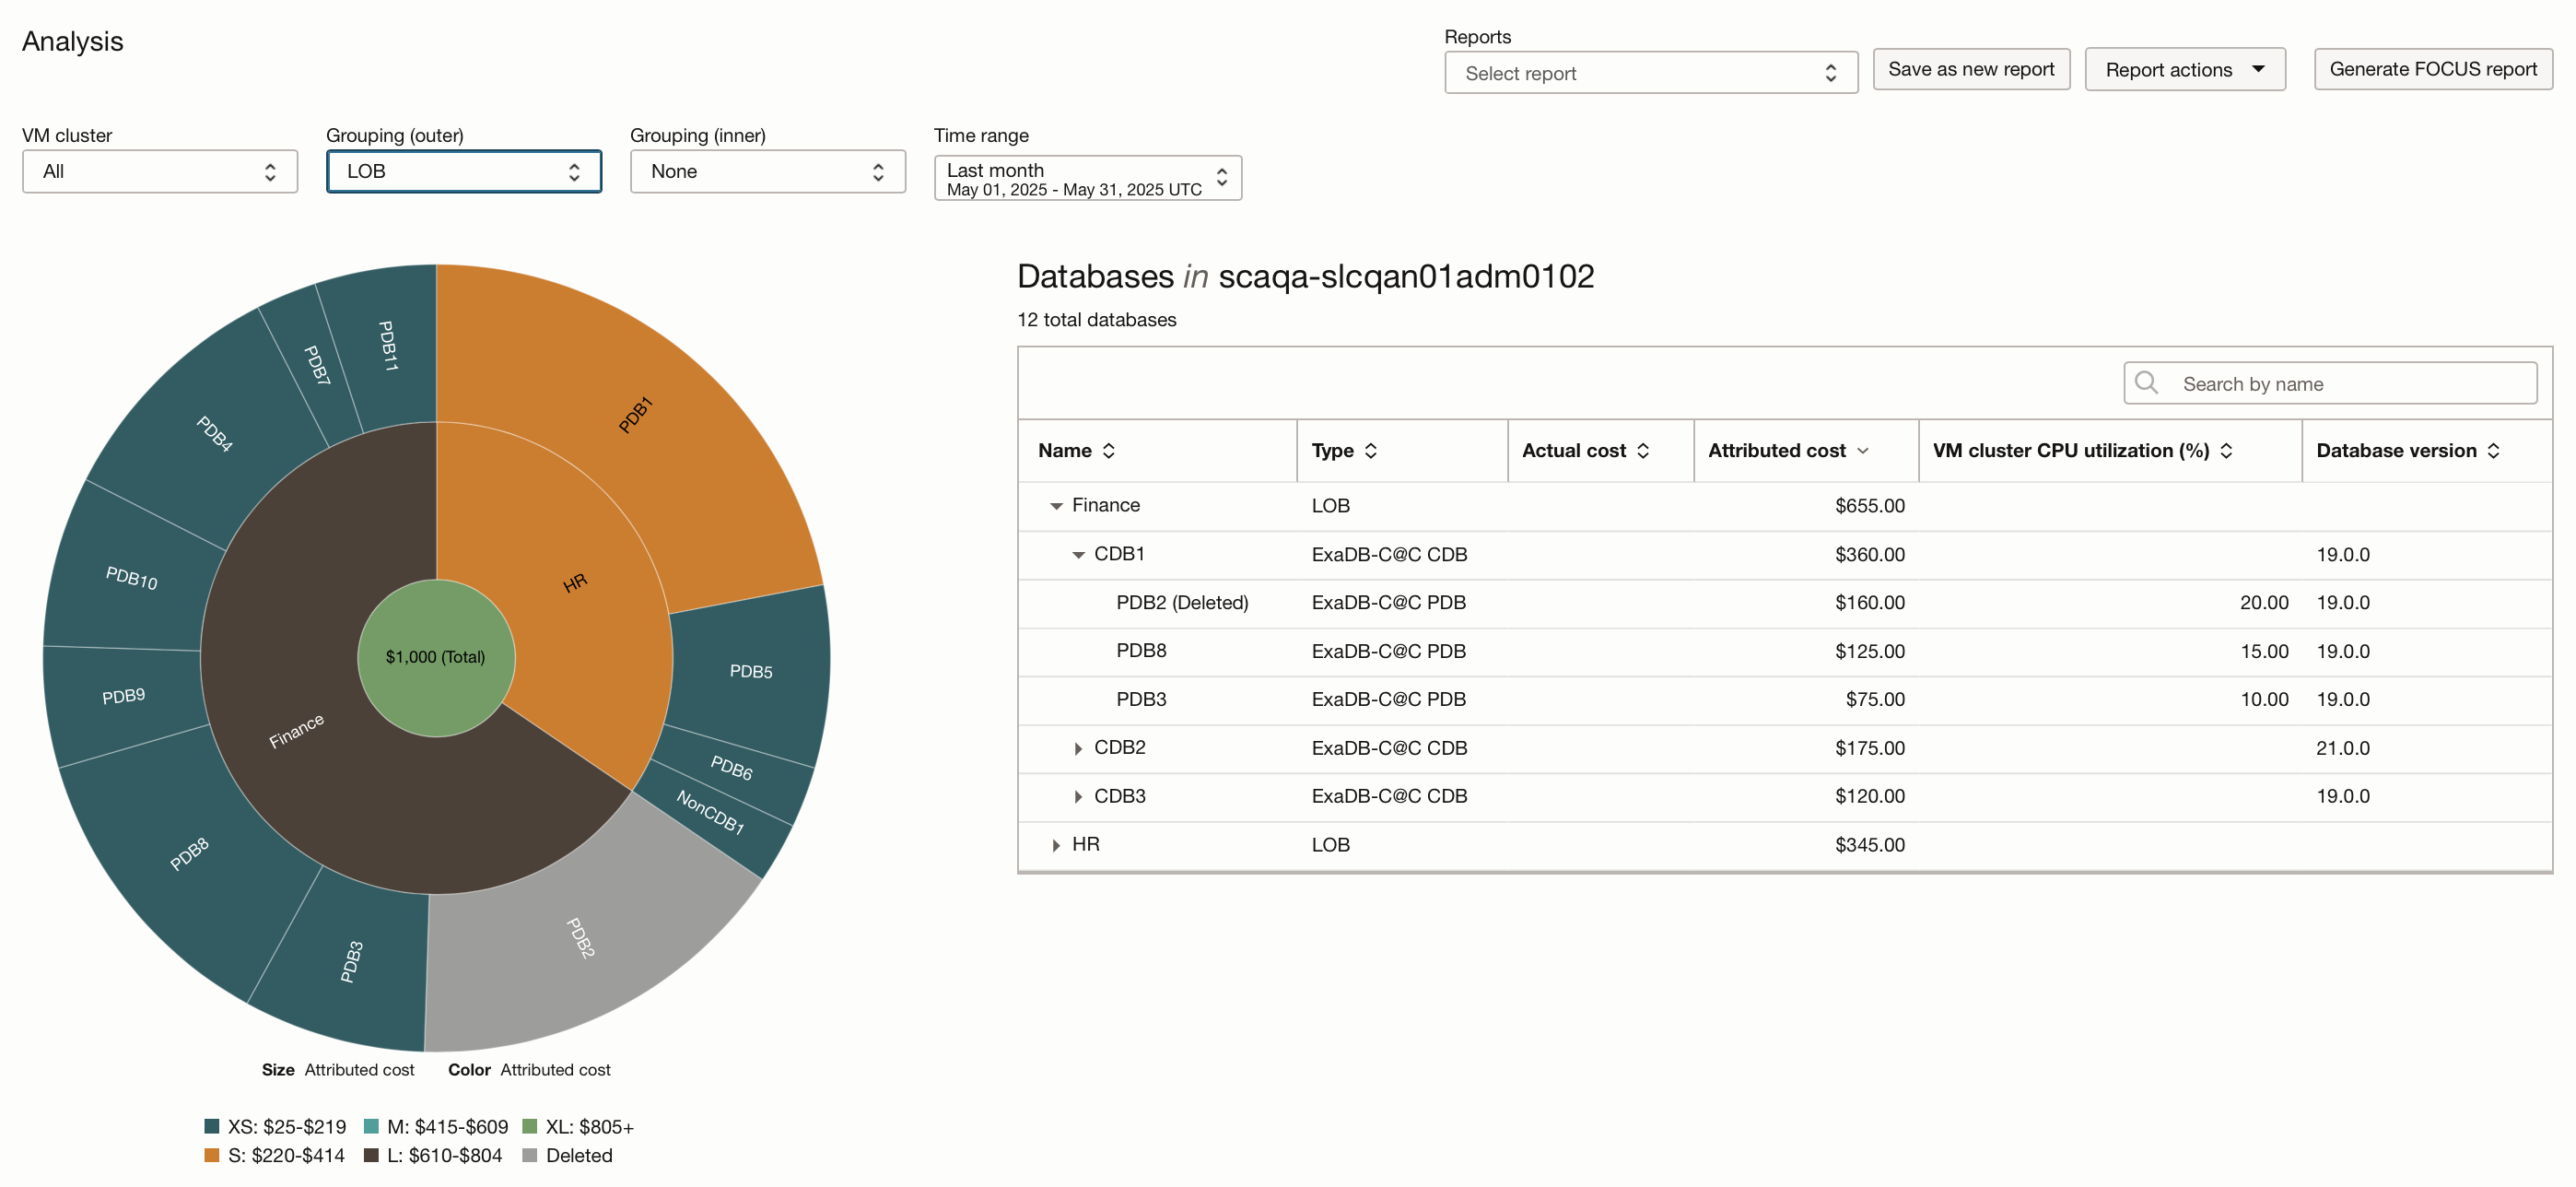 Analysis
Reports
Select report
Save as new report
Report actions
Generate FOCUS report
VM cluster
Grouping (outer)
Grouping (inner)
Time range
All
LOB
None
Last month
May 01, 2025 - May 31, 2025 UTC
PDB11
PDB7
PDB4
PDB10
PDB9
PDB8
PDB3
PDB2
NonCDB1
PDB6
PDB5
PDB1
HR
Finance
$1,000 (Total)
Size Attributed cost Color Attributed cost
XS: $25-$219 M: $415-$609 XL: $805+
S: $220-$414 L: $610-$804 Deleted
Databases in scaqa-slcqan01adm0102
12 total databases
Search by name
Name Type Actual cost Attributed cost VM cluster CPU utilization (%) Database version
Finance LOB $655.00
CDB1 ExaDB-C@C CDB $360.00 19.0.0
PDB2 (Deleted) ExaDB-C@C PDB $160.00 20.00 19.0.0
PDB8 ExaDB-C@C PDB $125.00 15.00 19.0.0
PDB3 ExaDB-C@C PDB $75.00 10.00 19.0.0
CDB2 ExaDB-C@C CDB $175.00 21.0.0
CDB3 ExaDB-C@C CDB $120.00 19.0.0
HR LOB $345.00